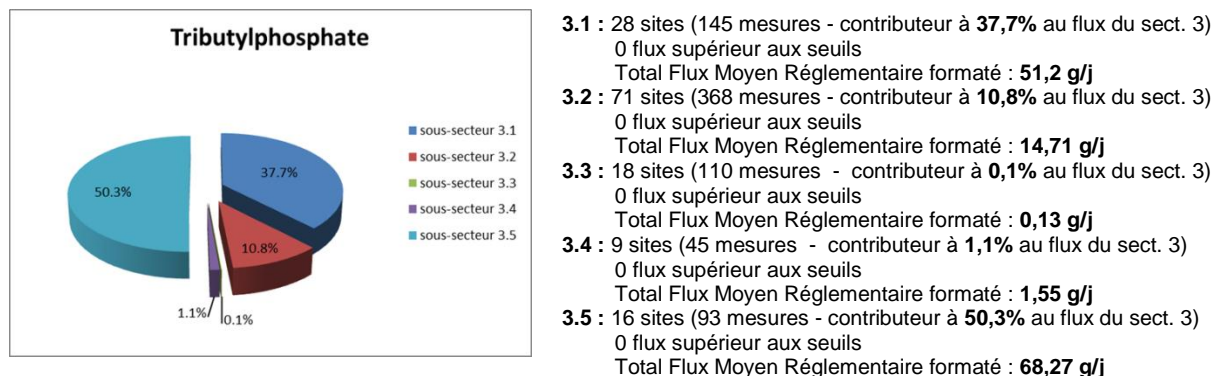 Tributylphosphate
50.3%
37.7%
10.8%
1.1%
0.1%
sous-secteur 3.1
sous-secteur 3.2
sous-secteur 3.3
sous-secteur 3.4
sous-secteur 3.5
3.1 : 28 sites (145 mesures - contributeur à 37,7% au flux du sect. 3)
0 flux supérieur aux seuils
Total Flux Moyen Réglementaire formaté : 51,2 g/j
3.2 : 71 sites (368 mesures - contributeur à 10,8% au flux du sect. 3)
0 flux supérieur aux seuils
Total Flux Moyen Réglementaire formaté : 14,71 g/j
3.3 : 18 sites (110 mesures - contributeur à 0,1% au flux du sect. 3)
0 flux supérieur aux seuils
Total Flux Moyen Réglementaire formaté : 0,13 g/j
3.4 : 9 sites (45 mesures - contributeur à 1,1% au flux du sect. 3)
0 flux supérieur aux seuils
Total Flux Moyen Réglementaire formaté : 1,55 g/j
3.5 : 16 sites (93 mesures - contributeur à 50,3% au flux du sect. 3)
0 flux supérieur aux seuils
Total Flux Moyen Réglementaire formaté : 68,27 g/j